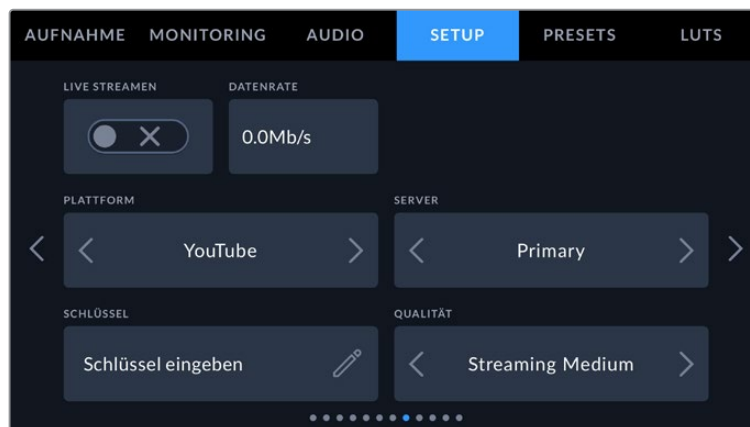 AUFNAHME MONITORING AUDIO SETUP PRESETS LUTS
LIVE STREAMEN DATENRATE
0.0Mb/s
PLATTFORM SERVER
YouTube Primary
SCHLÜSSEL QUALITÄT
Schlüssel eingeben Streaming Medium